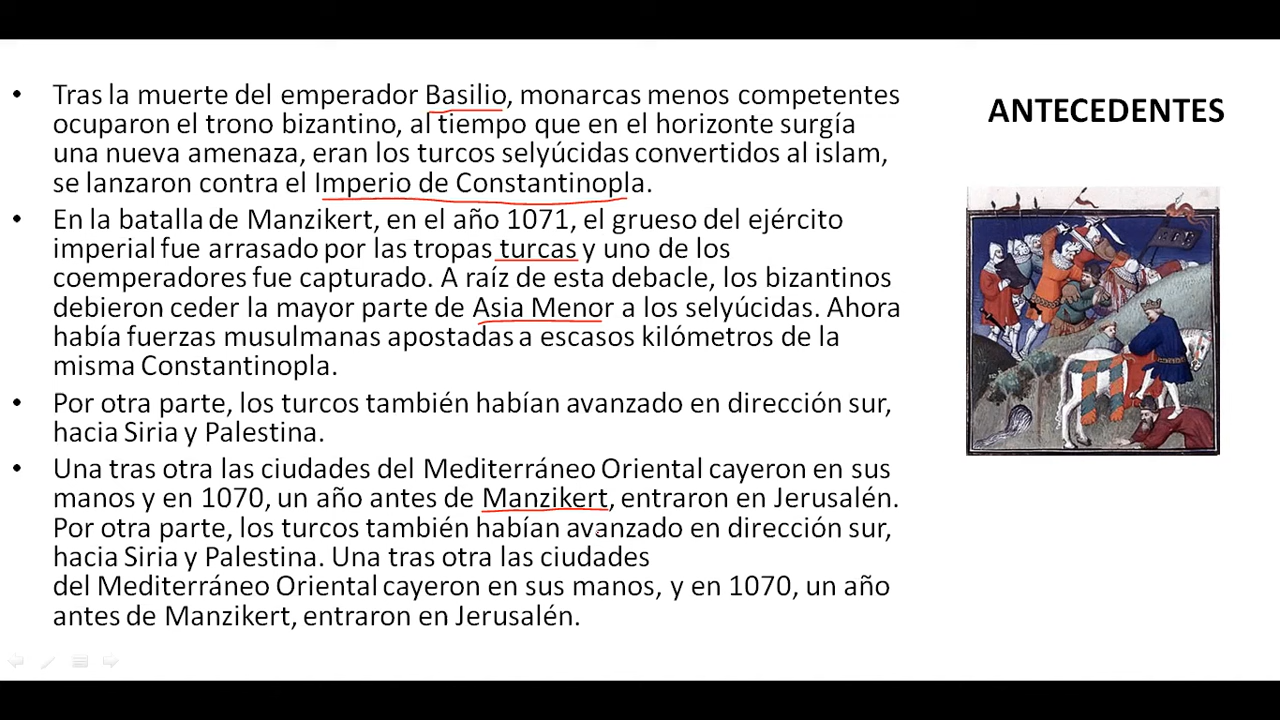 ANTECEDENTES
• Tras la muerte del emperador Basilio, monarcas menos competentes
ocuparon el trono bizantino, al tiempo que en el horizonte surgía
una nueva amenaza, eran los turcos selyúcidas convertidos al islam,
se lanzaron contra el Imperio de Constantinopla.
• En la batalla de Manzikert, en el año 1071, el grueso del ejército
imperial fue arrasado por las tropas turcas y uno de los
coemperadores fue capturado. A raíz de esta debacle, los bizantinos
debieron ceder la mayor parte de Asia Menor a los selyúcidas. Ahora
había fuerzas musulmanas apostadas a escasos kilómetros de la
misma Constantinopla.
• Por otra parte, los turcos también habían avanzado en dirección sur,
hacia Siria y Palestina.
• Una tras otra las ciudades del Mediterráneo Oriental cayeron en sus
manos y en 1070, un año antes de Manzikert, entraron en Jerusalén.
Por otra parte, los turcos también habían avanzado en dirección sur,
hacia Siria y Palestina. Una tras otra las ciudades
del Mediterráneo Oriental cayeron en sus manos, y en 1070, un año
antes de Manzikert, entraron en Jerusalén.